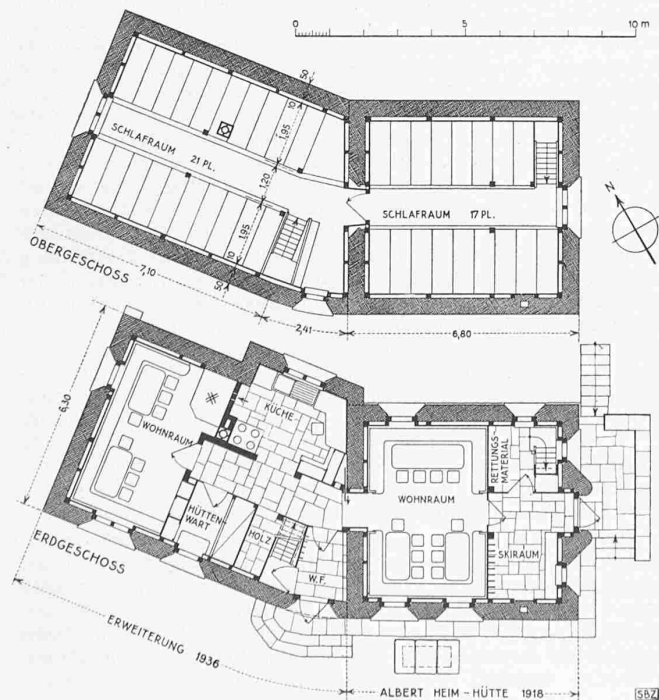 0 5 10 m
50
10
1,95
1,20
1,95
10
50
SCHLAFRAUM 21 PL.
SCHLAFRAUM 17 PL.
N
OBERGESCHOSS
7,10
2,41
6,80
6,30
WOHNRAUM
KÜCHE
HÜTTEN-
WART
HOLZ
W.F.
WOHNRAUM
RETTUNGS-
MATERIAL
SKIRAUM
ERDGESCHOSS
ERWEITERUNG 1936
ALBERT HEIM-HÜTTE 1918
SBZ